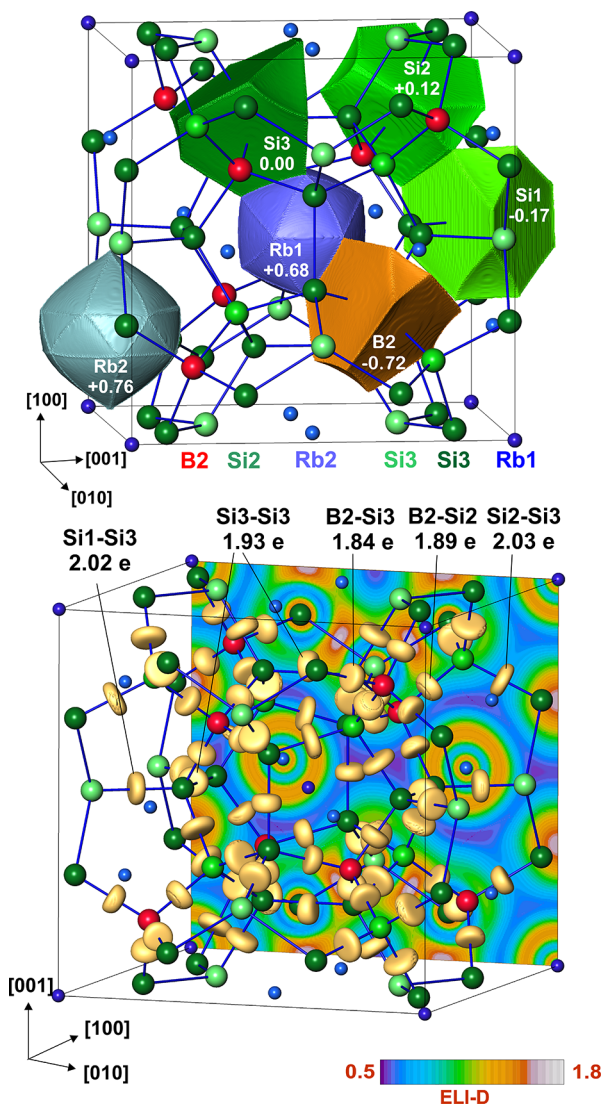 Si2
+0.12
Si3
0.00
Si1
-0.17
Rb1
+0.68
B2
-0.72
Rb2
+0.76
[100]
[001]
[010]
B2 Si2 Rb2 Si3 Si3 Rb1
Si1-Si3
2.02 e
Si3-Si3
1.93 e
B2-Si3
1.84 e
B2-Si2
1.89 e
Si2-Si3
2.03 e
[001]
[100]
[010]
0.5
1.8
ELI-D